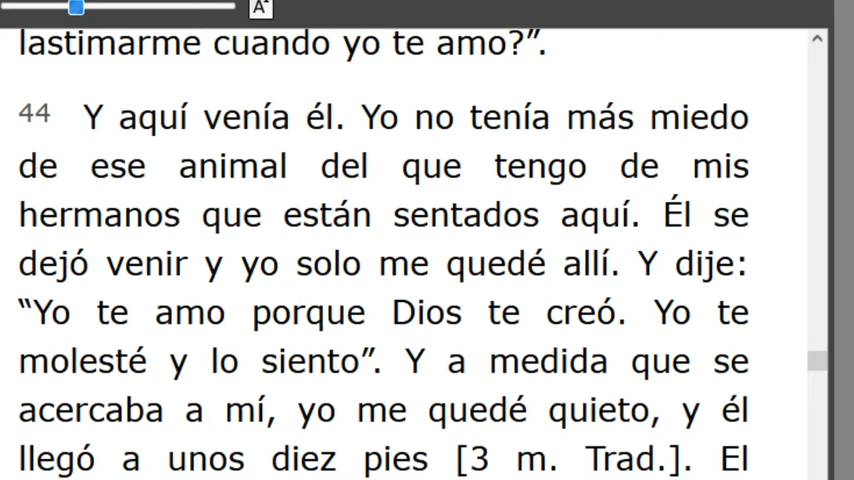 A
lastimarme cuando yo te amo?”.
44 Y aquí venía él. Yo no tenía más miedo
de ese animal del que tengo de mis
hermanos que están sentados aquí. Él se
dejó venir y yo solo me quedé allí. Y dije:
“Yo te amo porque Dios te creó. Yo te
molesté y lo siento”. Y a medida que se
acercaba a mí, yo me quedé quieto, y él
llegó a unos diez pies [3 m. Trad.]. El